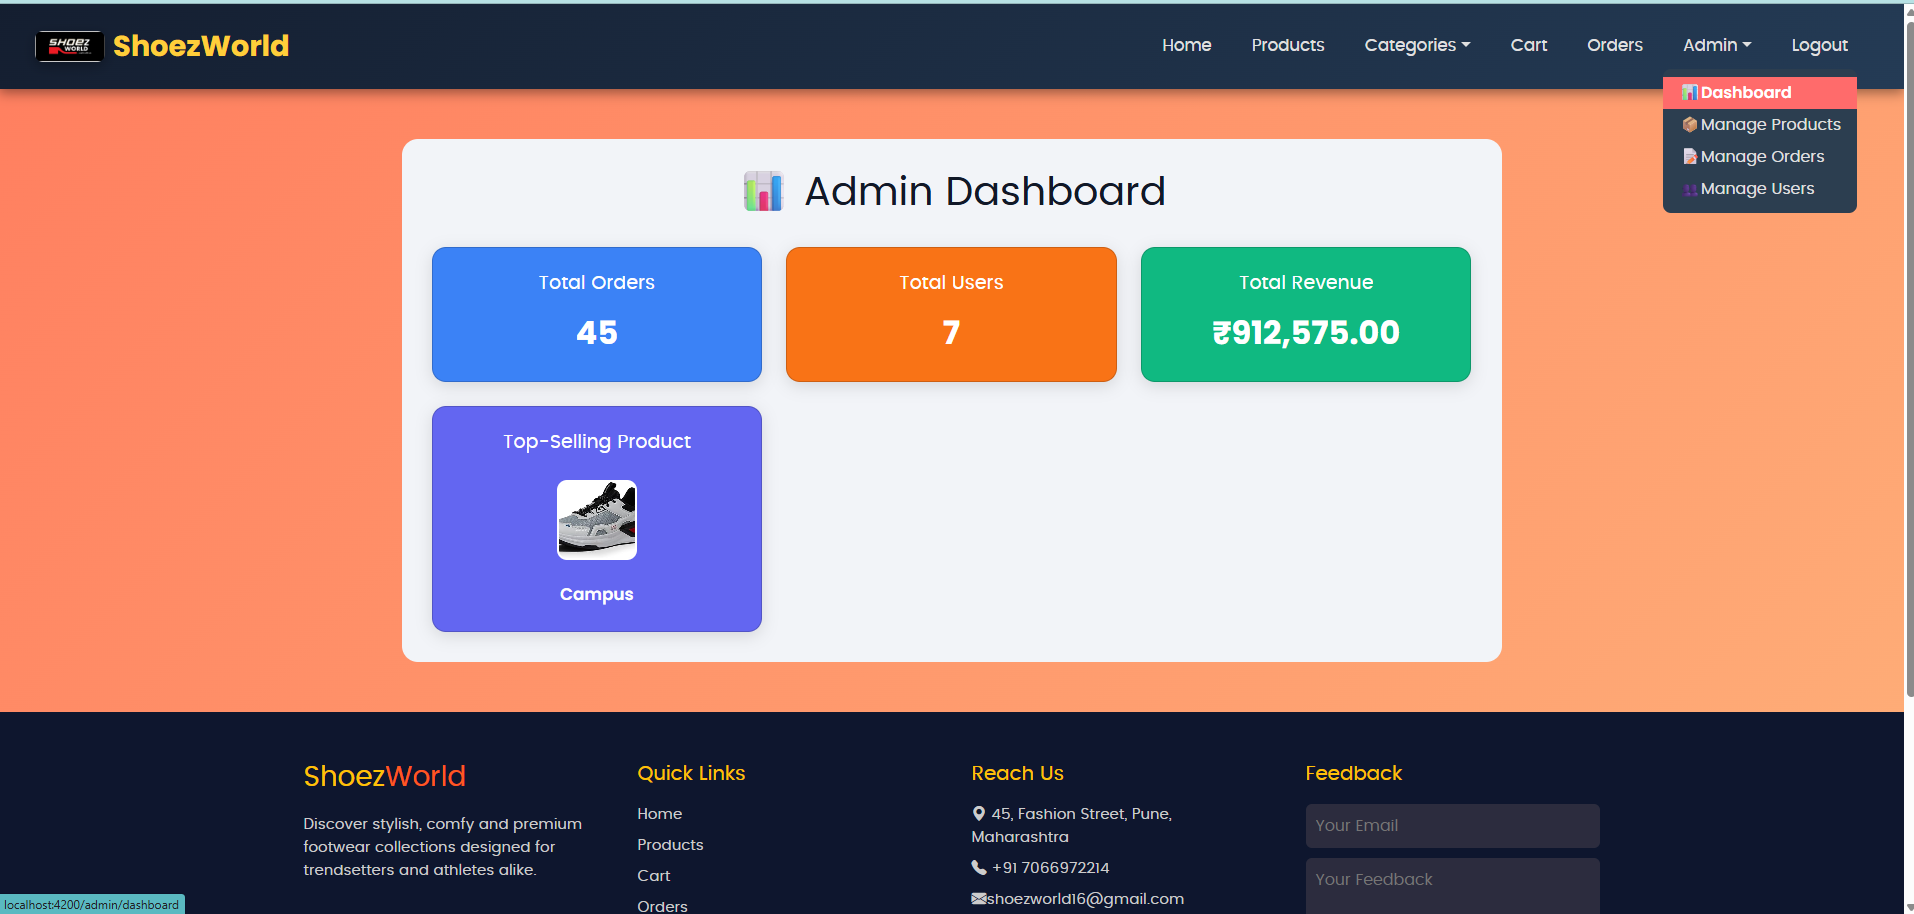 SHOEZ
WORLD
ShoezWorld
Home
Products
Categories
Cart
Orders
Admin
Logout
Dashboard
Manage Products
Manage Orders
Manage Users
Admin Dashboard
Total Orders
45
Total Users
7
Total Revenue
₹912,575.00
Top-Selling Product
Campus
ShoezWorld
Discover stylish, comfy and premium
footwear collections designed for
trendsetters and athletes alike.
Quick Links
Home
Products
Cart
Orders
Reach Us
45, Fashion Street, Pune,
Maharashtra
+91 7066972214
shoezworld16@gmail.com
Feedback
Your Email
Your Feedback
localhost:4200/admin/dashboard